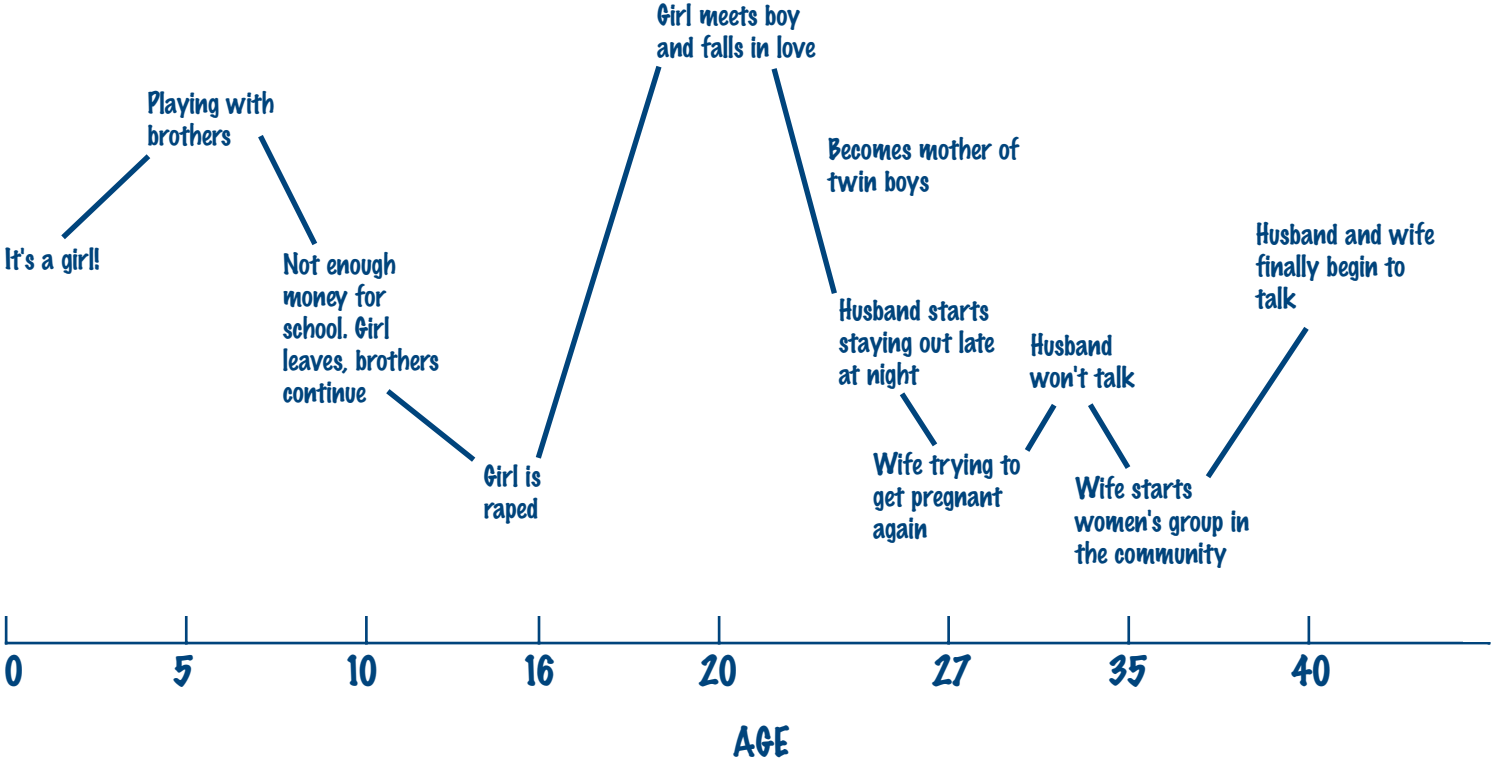 Girl meets boy
and falls in love
Playing with
brothers
Becomes mother of
twin boys
It's a girl!
Not enough
money for
school. Girl
leaves, brothers
continue
Girl is
raped
Husband starts
staying out late
at night
Wife trying to
get pregnant
again
Husband
won't talk
Wife starts
women's group in
the community
Husband and wife
finally begin to
talk
0 5 10 16 20 27 35 40
AGE